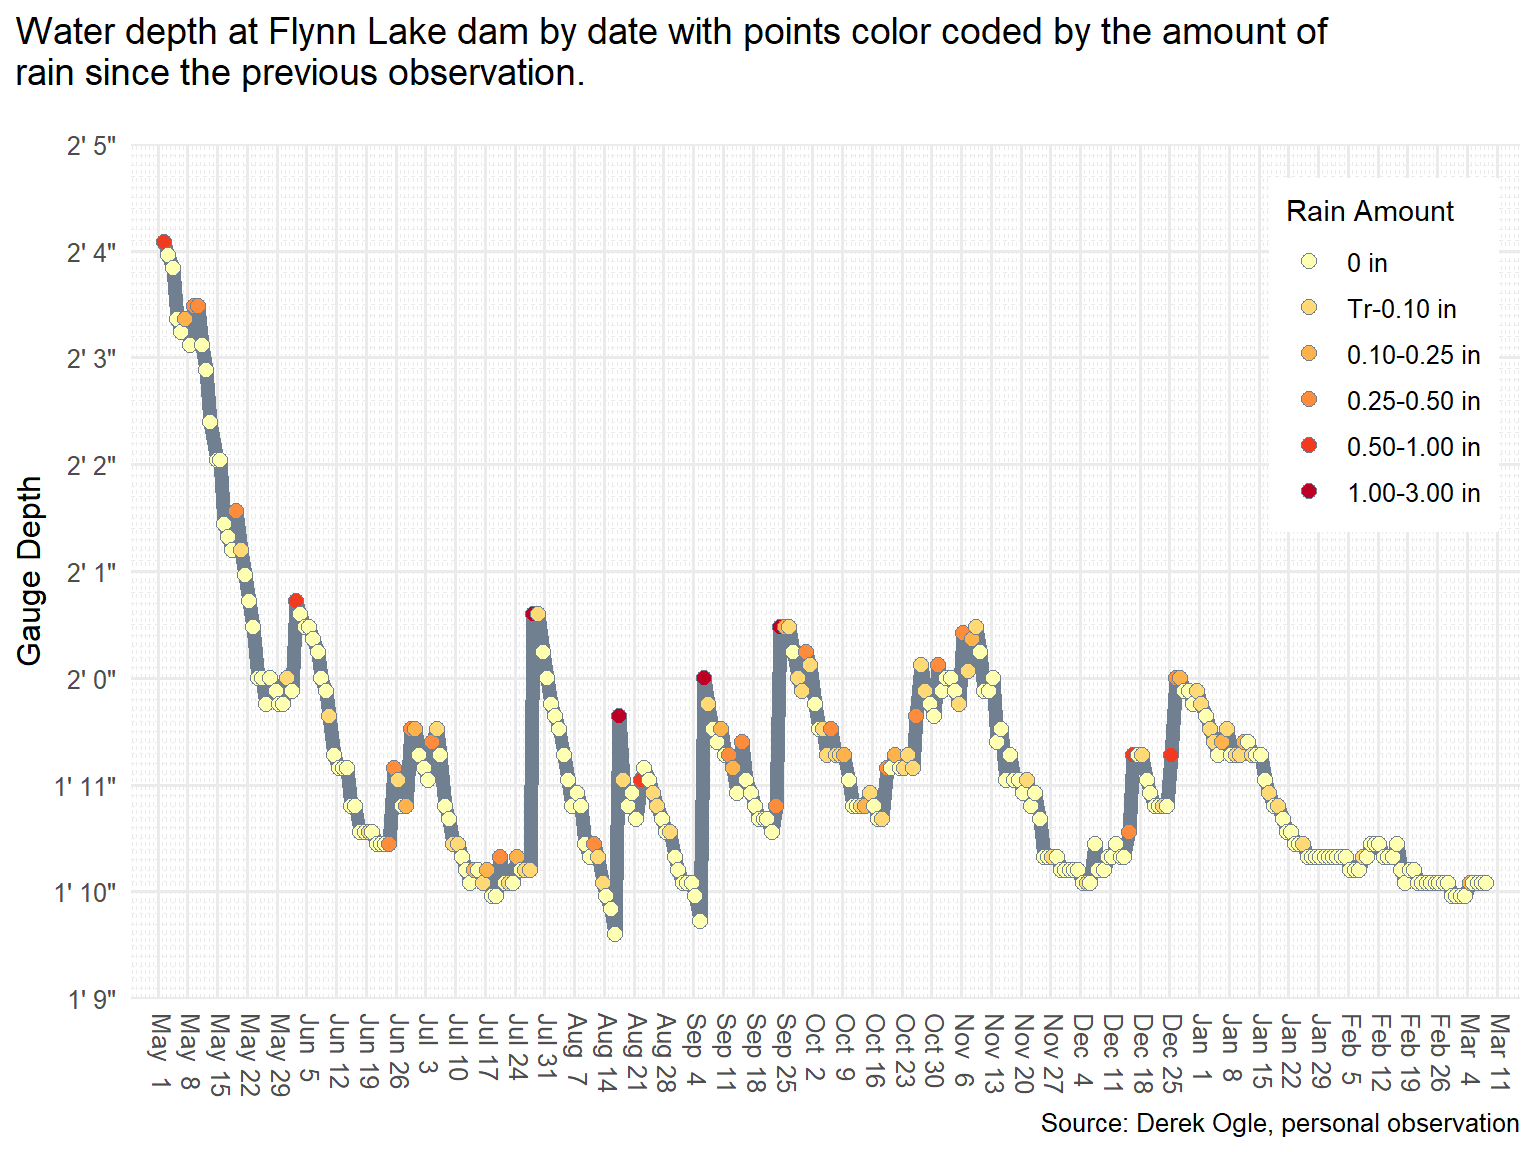 Water depth at Flynn Lake dam by date with points color coded by the amount of
rain since the previous observation.
2' 5"
2' 4"
2' 3"
2' 2"
2' 1"
2' 0"
1' 11"
1' 10"
1' 9"
Gauge Depth
Rain Amount
0 in
Tr-0.10 in
0.10-0.25 in
0.25-0.50 in
0.50-1.00 in
1.00-3.00 in
May 1
May 8
May 15
May 22
May 29
Jun 5
Jun 12
Jun 19
Jun 26
Jul 3
Jul 10
Jul 17
Jul 24
Jul 31
Aug 7
Aug 14
Aug 21
Aug 28
Sep 4
Sep 11
Sep 18
Sep 25
Oct 2
Oct 9
Oct 16
Oct 23
Oct 30
Nov 6
Nov 13
Nov 20
Nov 27
Dec 4
Dec 11
Dec 18
Dec 25
Jan 1
Jan 8
Jan 15
Jan 22
Jan 29
Feb 5
Feb 12
Feb 19
Feb 26
Mar 4
Mar 11
Source: Derek Ogle, personal observation